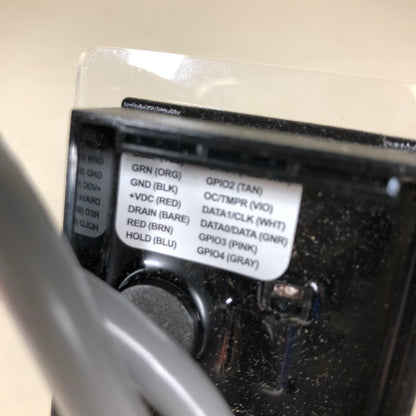 GRN (ORG)
GND (BLK)
+VDC (RED)
DRAIN (BARE)
RED (BRN)
HOLD (BLU)
GPIO2 (TAN)
OC/TMPR (VIO)
DATA1/CLK (WHT)
DATA0/DATA (GNR)
GPIO3 (PINK)
GPIO4 (GRAY)